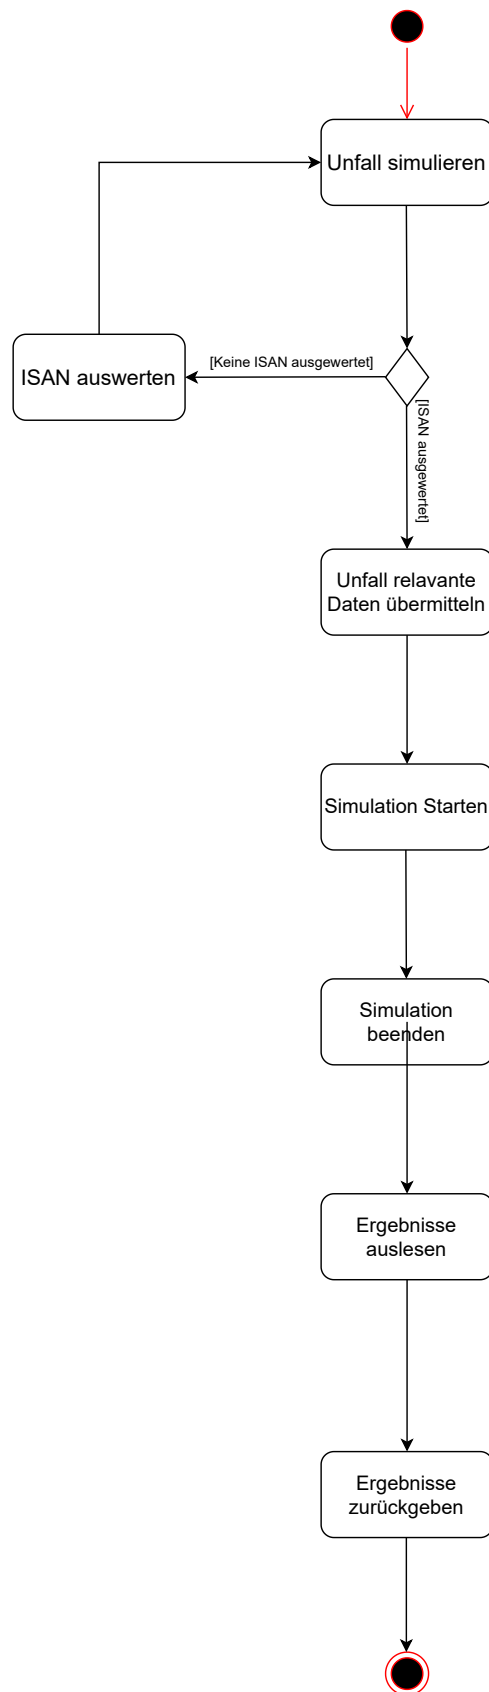 Unfall simulieren
[Keine ISAN ausgewertet]
ISAN auswerten
[ISAN ausgewertet]
Unfall relavante
Daten übermitteln
Simulation Starten
Simulation
beenden
Ergebnisse
auslesen
Ergebnisse
zurückgeben